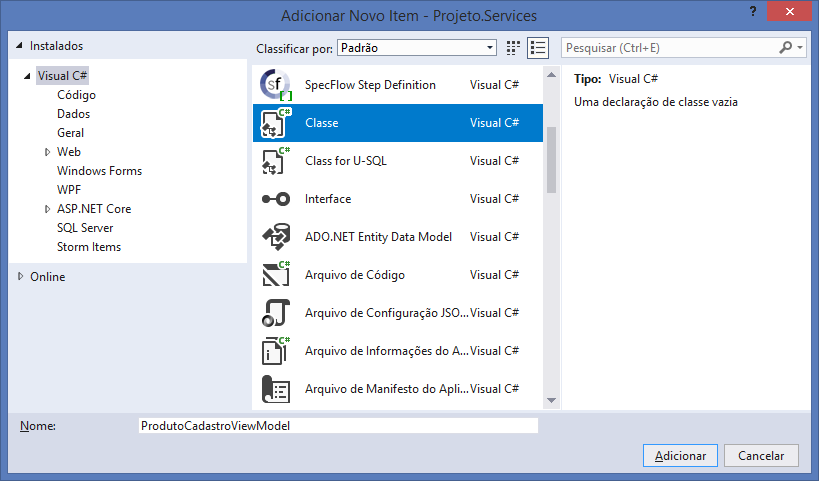 Adicionar Novo Item - Projeto.Services
?
Instalados
Classificar por: Padrão
Pesquisar (Ctrl+E)
Visual C#
Código
Dados
Geral
Web
Windows Forms
WPF
ASP.NET Core
SQL Server
Storm Items
Online
SpecFlow Step Definition Visual C#
Classe Visual C#
Class for U-SQL Visual C#
Interface Visual C#
ADO.NET Entity Data Model Visual C#
Arquivo de Código Visual C#
Arquivo de Configuração JSO... Visual C#
Arquivo de Informações do A... Visual C#
Arquivo de Manifesto do Apli... Visual C#
Tipo: Visual C#
Uma declaração de classe vazia
Nome: ProdutoCadastroViewModel
Adicionar Cancelar